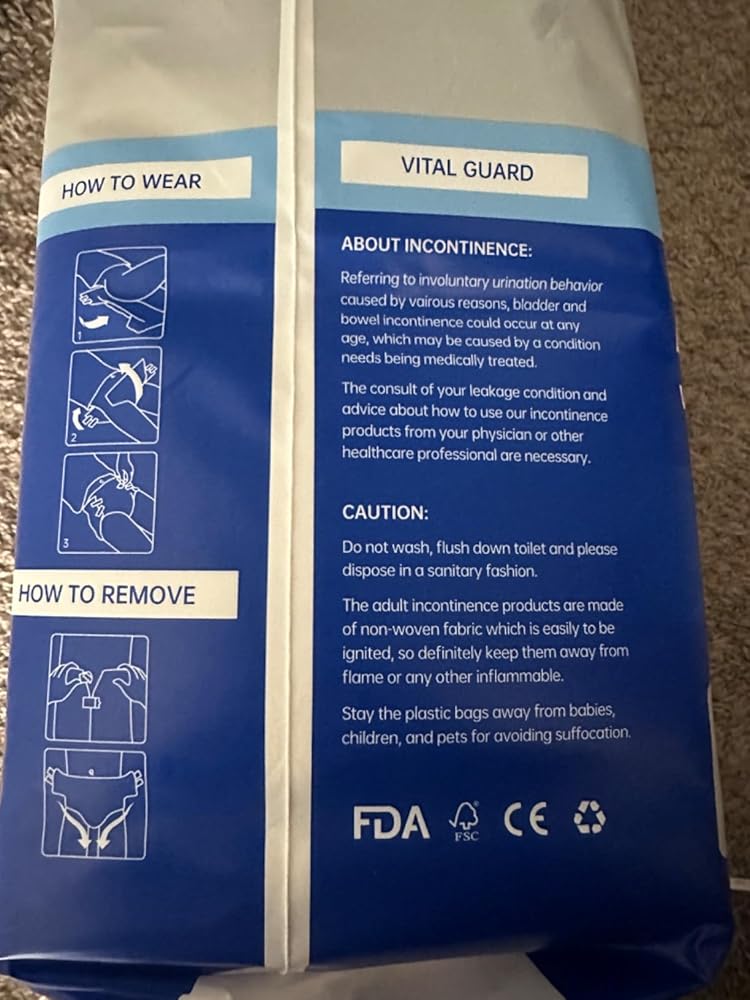 HOW TO WEAR
1
2
3
HOW TO REMOVE
VITAL GUARD
ABOUT INCONTINENCE:
Referring to involuntary urination behavior
caused by vairous reasons, bladder and
bowel incontinence could occur at any
age, which may be caused by a condition
needs being medically treated.
The consult of your leakage condition and
advice about how to use our incontinence
products from your physician or other
healthcare professional are necessary.
CAUTION:
Do not wash, flush down toilet and please
dispose in a sanitary fashion.
The adult incontinence products are made
of non-woven fabric which is easily to be
ignited, so definitely keep them away from
flame or any other inflammable.
Stay the plastic bags away from babies,
children, and pets for avoiding suffocation.
FDA FSC ® CE